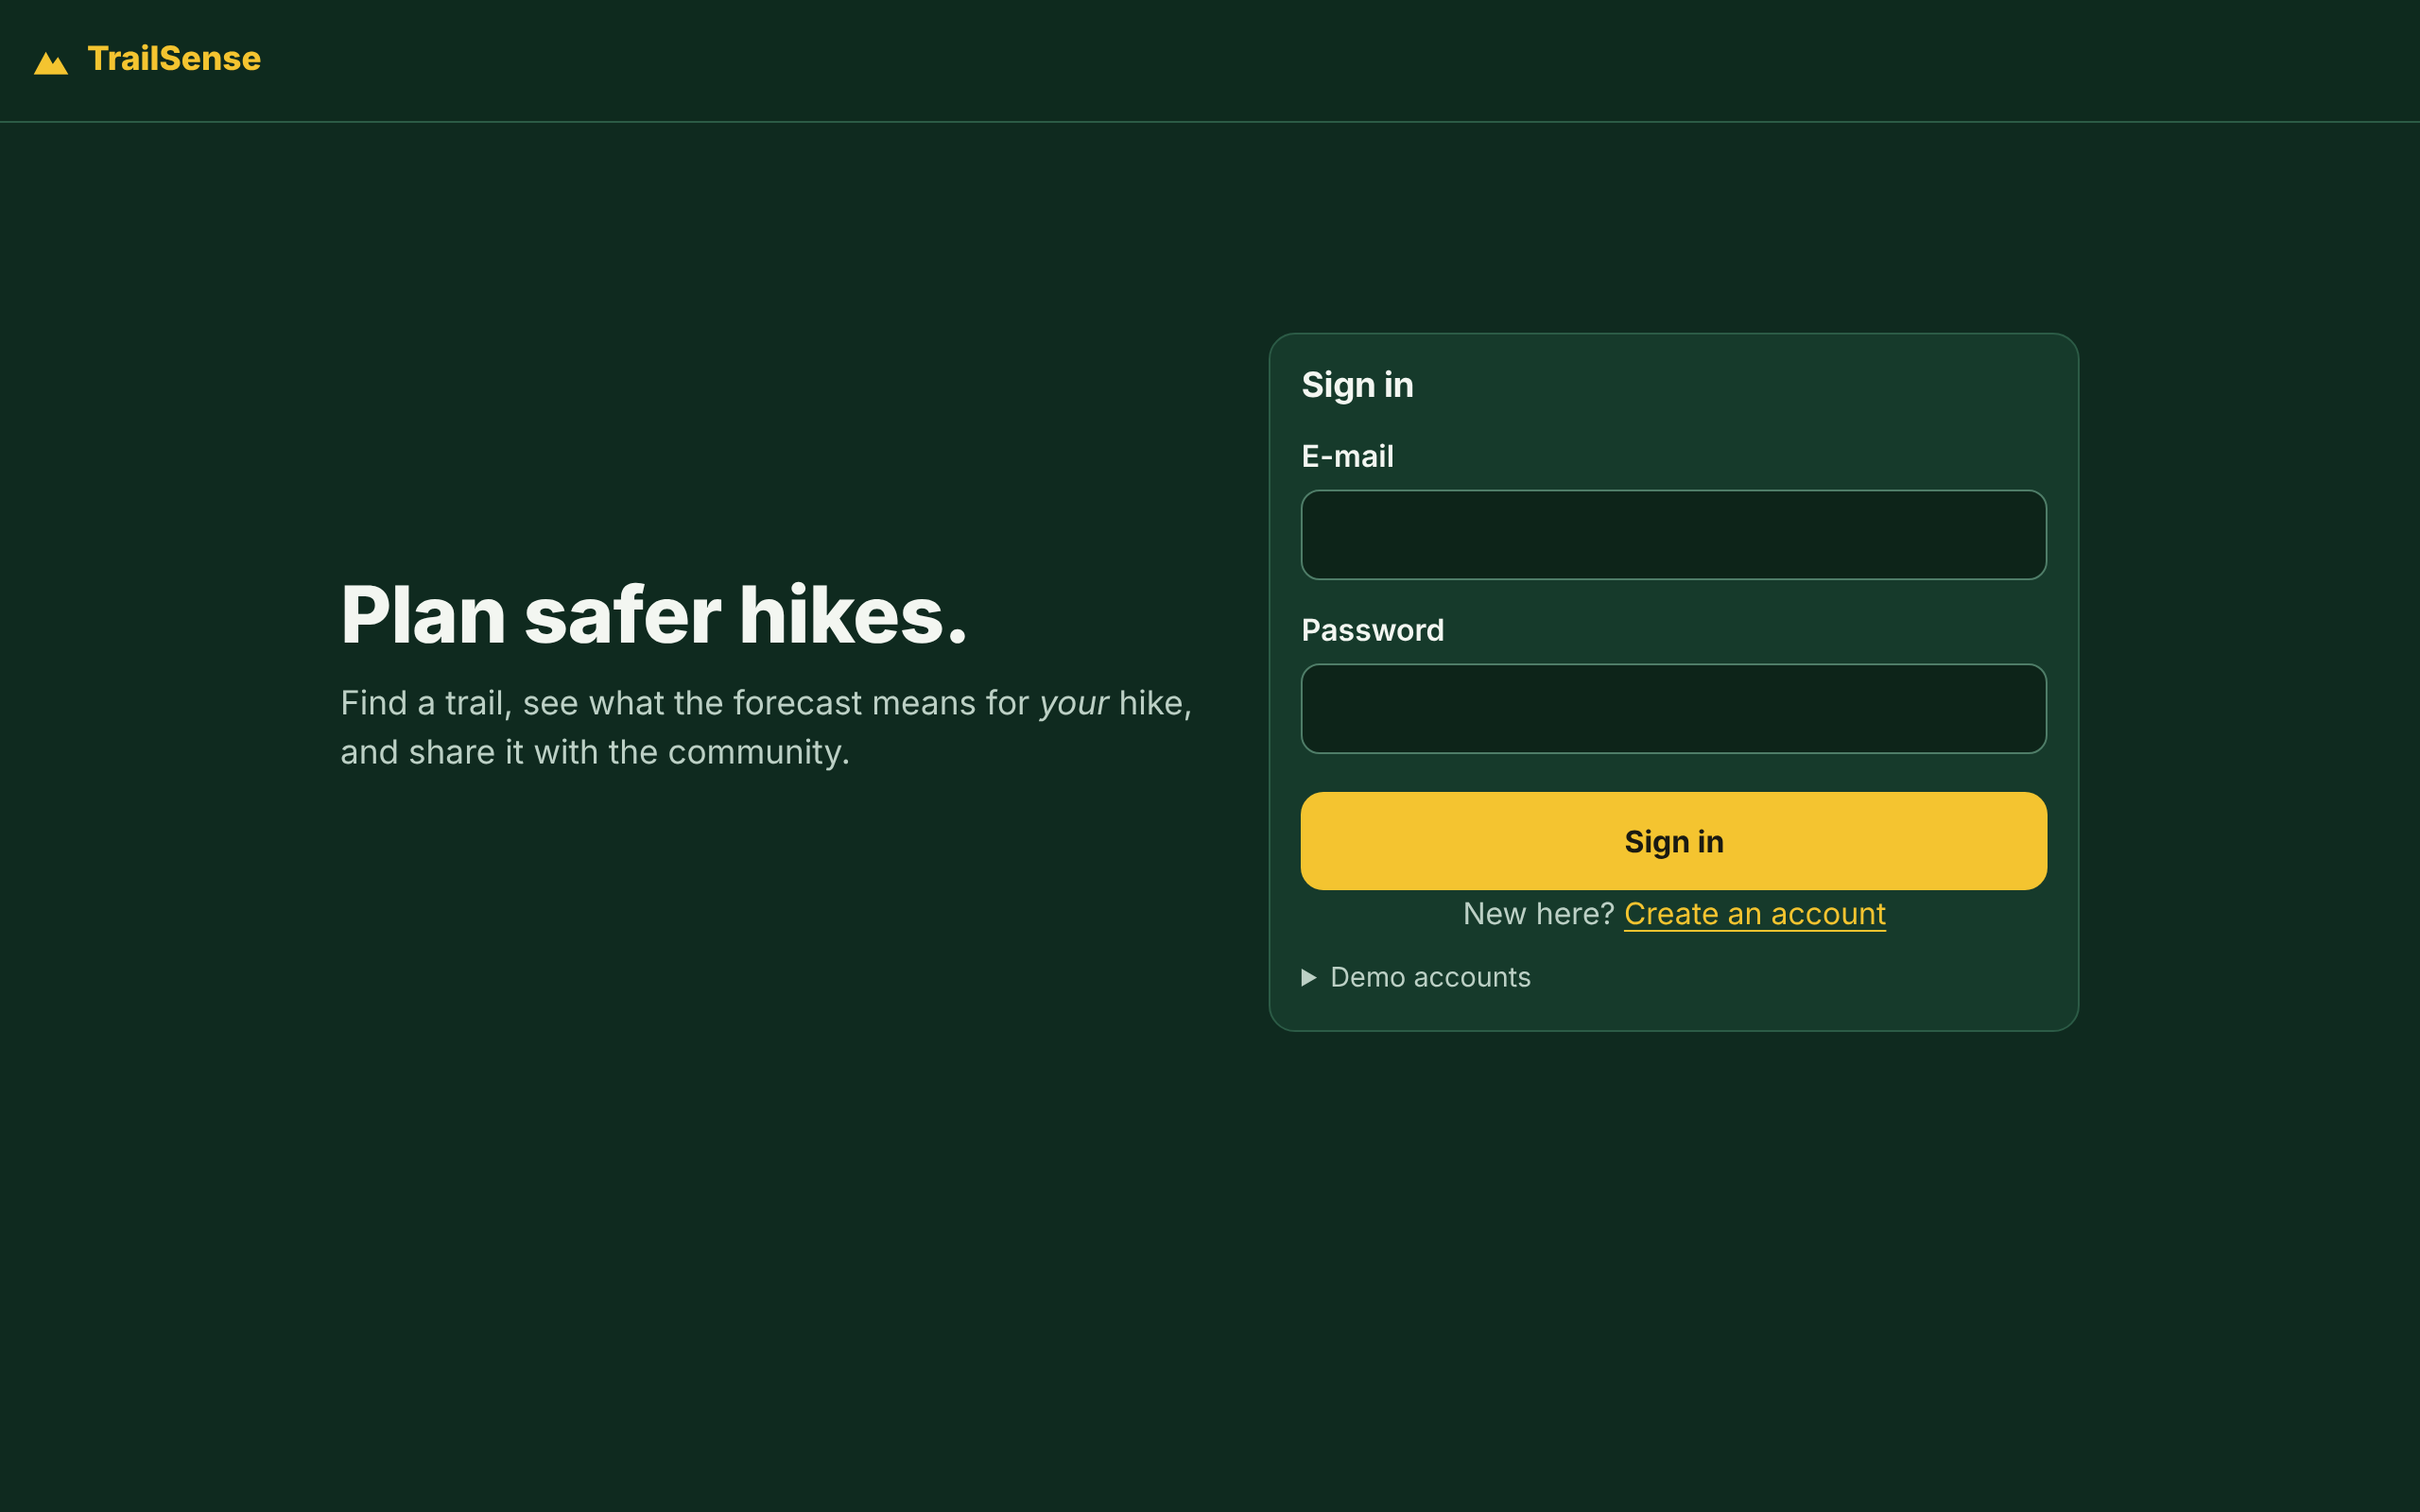 TrailSense
Plan safer hikes.
Find a trail, see what the forecast means for your hike,
and share it with the community.
Sign in
E-mail
Password
Sign in
New here? Create an account
Demo accounts